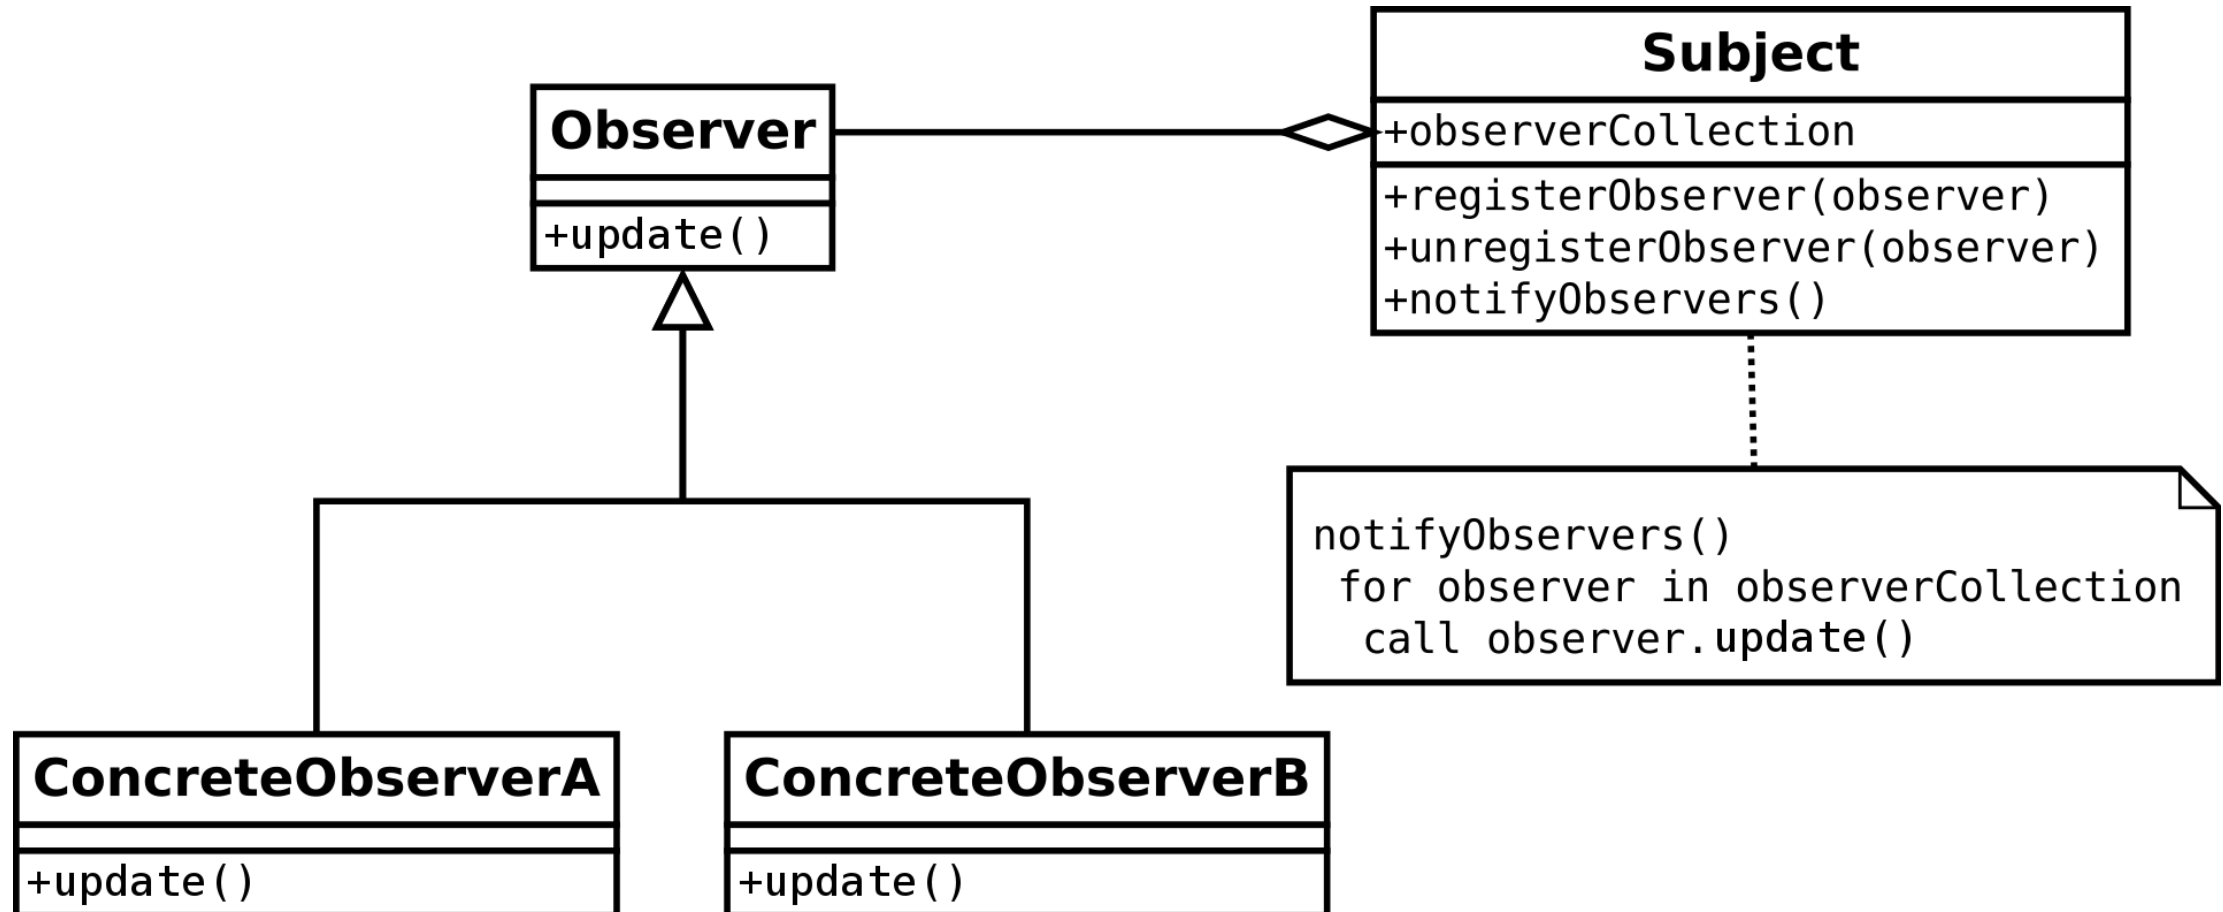 Observer
+update()
Subject
+observerCollection
+registerObserver(observer)
+unregisterObserver(observer)
+notifyObservers()
notifyObservers()
for observer in observerCollection
call observer.update()
ConcreteObserverA
+update()
ConcreteObserverB
+update()